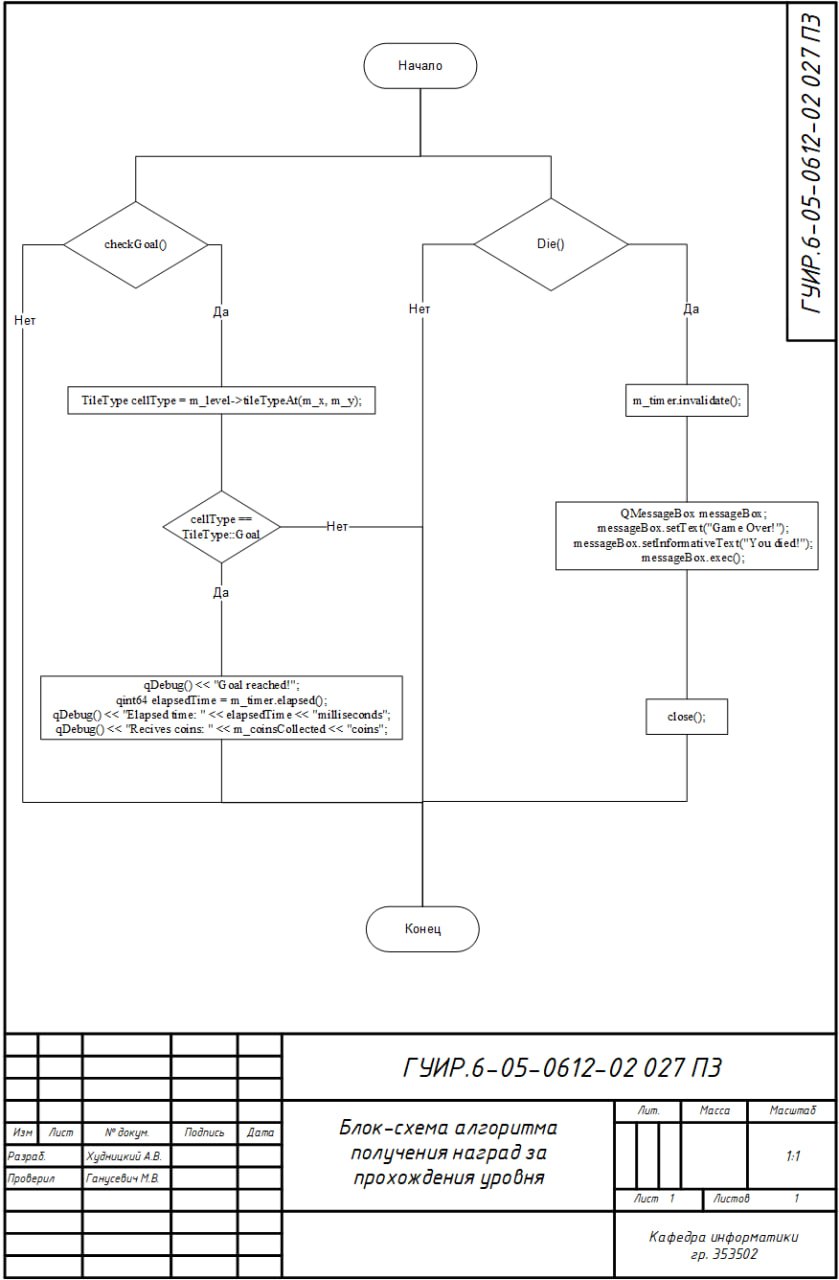 ГУИР.6-05-0612-02 027 ПЗ
Начало
checkGoal()
Die()
Нет
Да
Нет
Да
TileType cellType = m_level->tileTypeAt(m_x, m_y);
m_timer.invalidate();
cellType ==
TileType::Goal
Нет
QMessageBox messageBox;
messageBox.setText("Game Over!");
messageBox.setInformativeText("You died!");
messageBox.exec();
Да
qDebug() << "Goal reached!";
qint64 elapsedTime = m_timer.elapsed();
qDebug() << "Elapsed time: " << elapsedTime << "milliseconds";
qDebug() << "Recives coins: " << m_coinsCollected << "coins";
close();
Конец
ГУИР.6-05-0612-02 027 ПЗ
Изм Лист № докум. Подпись Дата
Разраб. Худницкий А.В.
Проверил Ганусевич М.В.
Блок-схема алгоритма
получения наград за
прохождения уровня
Лит. Масса Масштаб
1:1
Лист 1 Листов 1
Кафедра информатики
гр. 353502